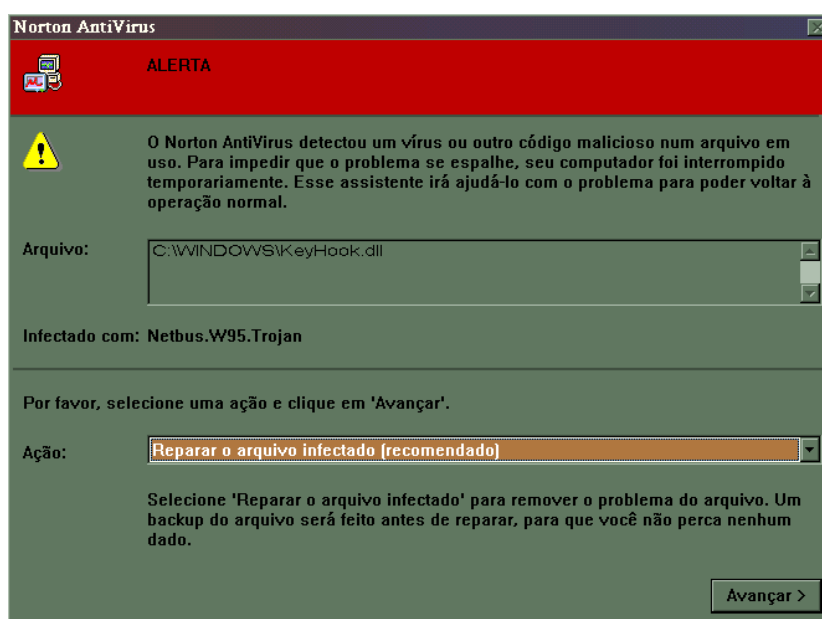 Norton AntiVirus
ALERTA
O Norton AntiVirus detectou um vírus ou outro código malicioso num arquivo em
uso. Para impedir que o problema se espalhe, seu computador foi interrompido
temporariamente. Esse assistente irá ajudá-lo com o problema para poder voltar à
operação normal.
Arquivo: C:\WINDOWS\KeyHook.dll
Infectado com: Netbus.W95.Trojan
Por favor, selecione uma ação e clique em 'Avançar'.
Ação: Reparar o arquivo infectado (recomendado)
Selecione 'Reparar o arquivo infectado' para remover o problema do arquivo. Um
backup do arquivo será feito antes de reparar, para que você não perca nenhum
dado.
Avançar >